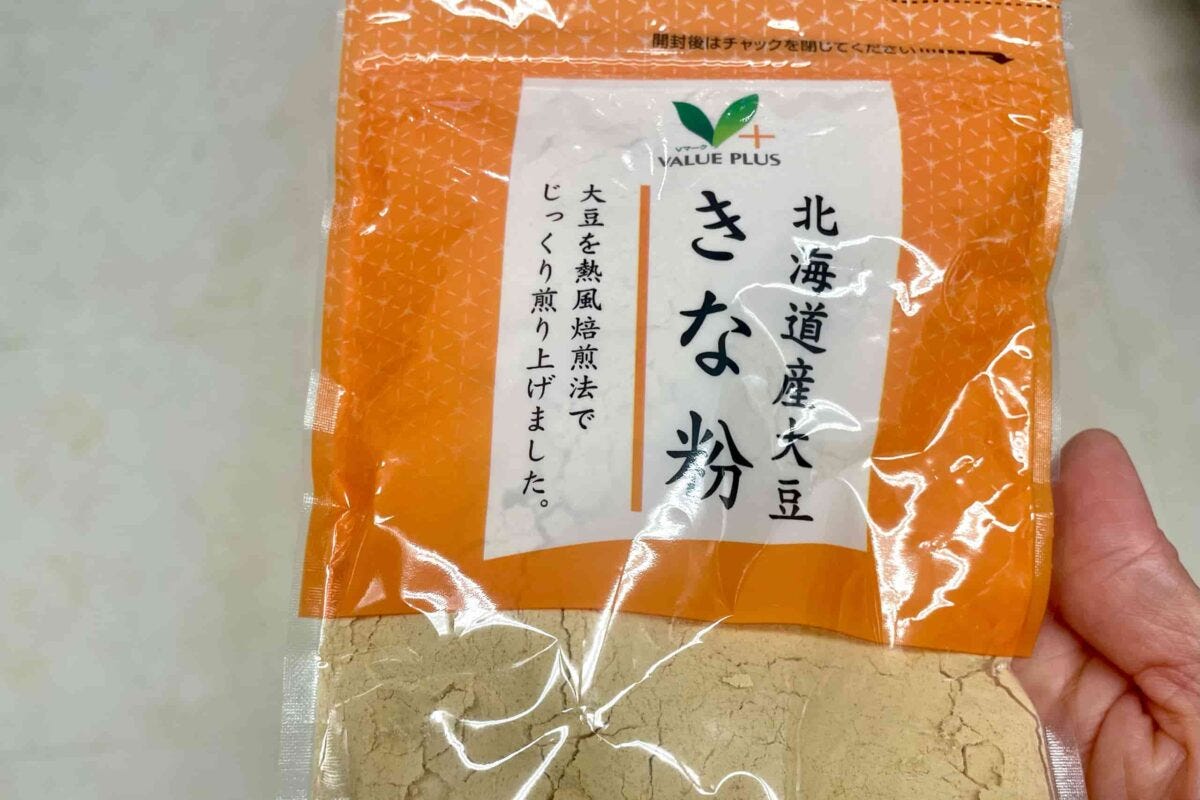 開封後はチャックを閉じてください
Vマーク
VALUE PLUS
北海道産大豆
きな粉
大豆を熱風焙煎法で
じっくり煎り上げました。